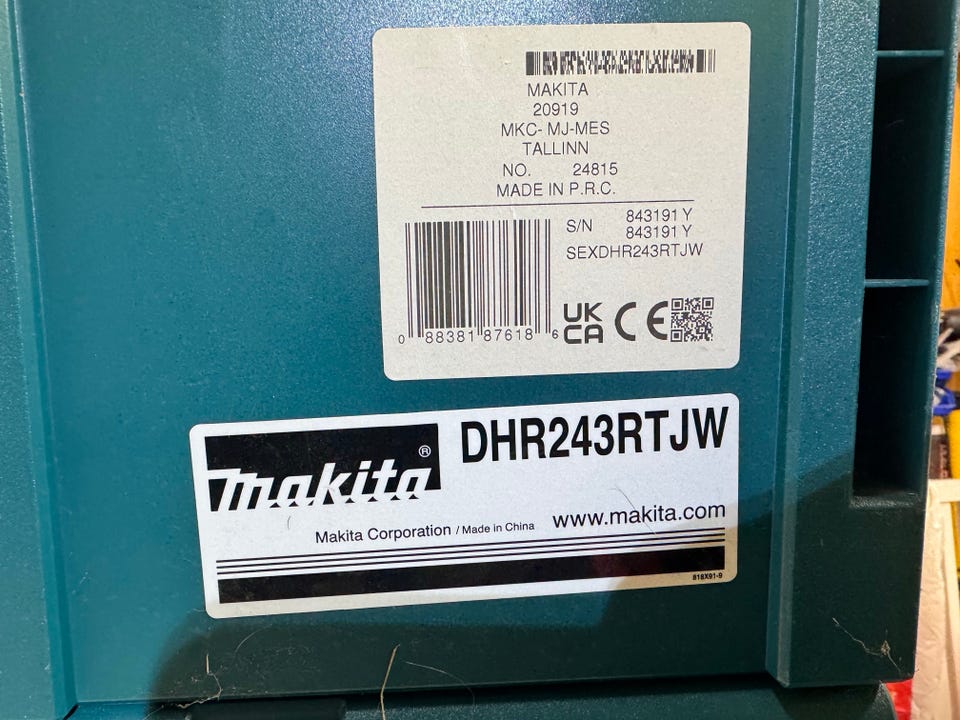 MAKITA
20919
MKC- MJ-MES
TALLINN
NO. 24815
MADE IN P.R.C.
S/N 843191 Y
843191 Y
SEXDHR243RTJW
0 88381 87618 6
UK
CA CE
makita® DHR243RTJW
Makita Corporation / Made in China www.makita.com
818X91-9